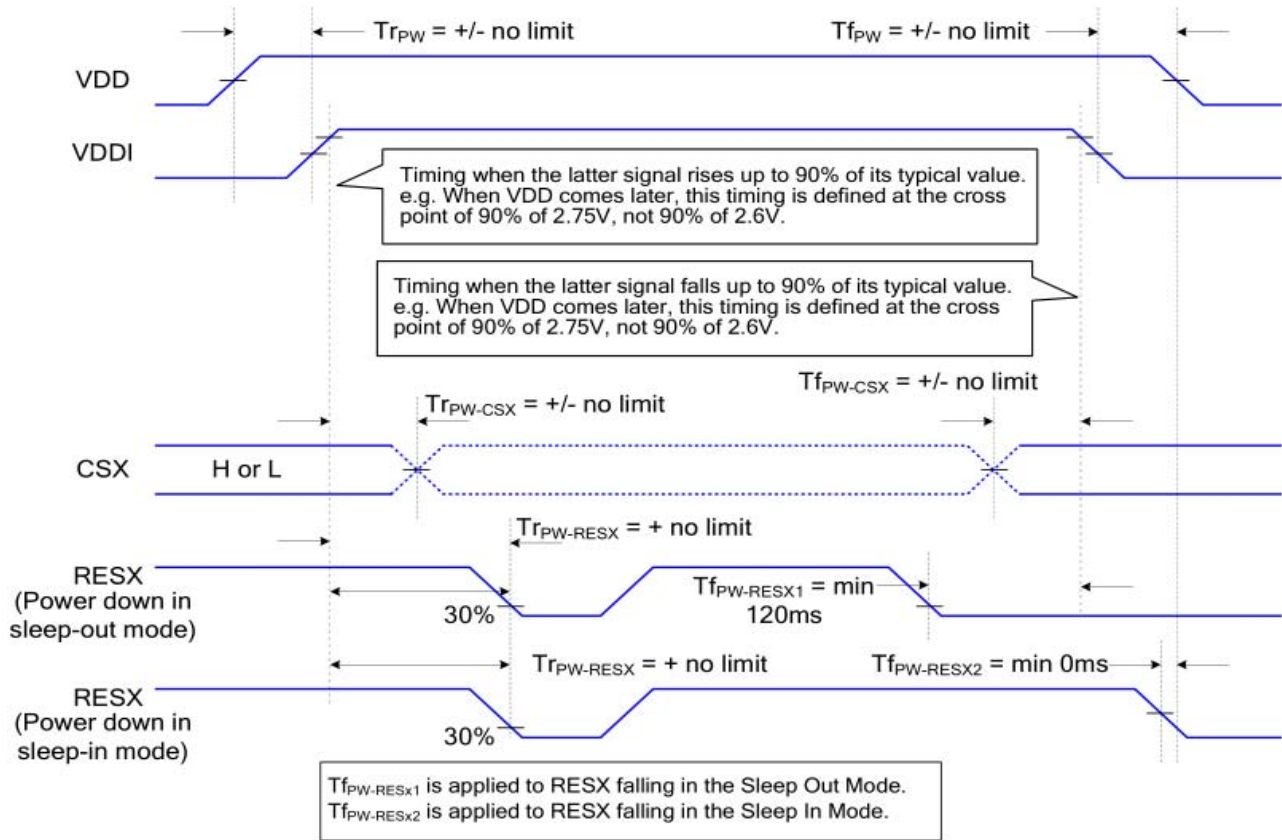 TrPW = +/- no limit
TfPW = +/- no limit
VDD
VDDI
Timing when the latter signal rises up to 90% of its typical value.
e.g. When VDD comes later, this timing is defined at the cross
point of 90% of 2.75V, not 90% of 2.6V.
Timing when the latter signal falls up to 90% of its typical value.
e.g. When VDD comes later, this timing is defined at the cross
point of 90% of 2.75V, not 90% of 2.6V.
TfPW-CSX = +/- no limit
TrPW-CSX = +/- no limit
CSX
H or L
TrPW-RESX = + no limit
RESX
(Power down in
sleep-out mode)
TfPW-RESX1 = min
120ms
30%
TrPW-RESX = + no limit
TfPW-RESX2 = min 0ms
RESX
(Power down in
sleep-in mode)
30%
TfPW-RESx1 is applied to RESX falling in the Sleep Out Mode.
TfPW-RESx2 is applied to RESX falling in the Sleep In Mode.